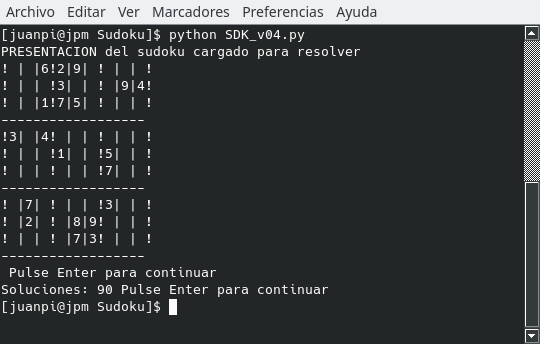 Archivo Editar Ver Marcadores Preferencias Ayuda
[juanpi@jpm Sudoku]$ python SDK_v04.py
PRESENTACION del sudoku cargado para resolver
! | |6!2|9| ! | | !
! | | !3| | ! |9|4!
! | |1!7|5| ! | | !
------------------
!3| |4! | | ! | | !
! | | !1| | !5| | !
! | | ! | | !7| | !
------------------
! |7| ! | | !3| | !
! |2| ! |8|9! | | !
! | | ! |7|3! | | !
------------------
 Pulse Enter para continuar
Soluciones: 90 Pulse Enter para continuar
[juanpi@jpm Sudoku]$